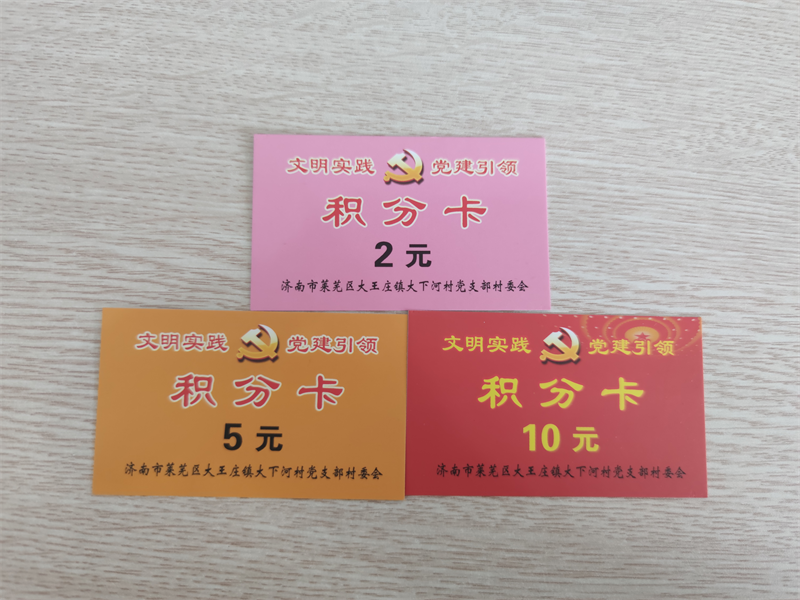 文明实践 党建引领
积分卡
2元
济南市莱芜区大王庄镇大下河村党支部村委会
文明实践 党建引领
积分卡
5元
济南市莱芜区大王庄镇大下河村党支部村委会
文明实践 党建引领
积分卡
10元
济南市莱芜区大王庄镇大下河村党支部村委会